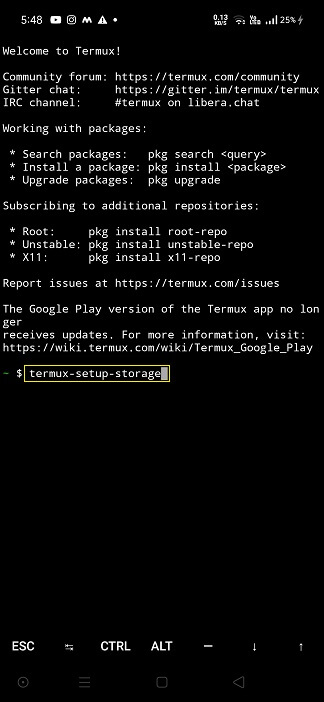 5:48 0.13 KB/S Vo LTE 25%
Welcome to Termux!
Community forum: https://termux.com/community
Gitter chat: https://gitter.im/termux/termux
IRC channel: #termux on libera.chat
Working with packages:
* Search packages: pkg search <query>
* Install a package: pkg install <package>
* Upgrade packages: pkg upgrade
Subscribing to additional repositories:
* Root: pkg install root-repo
* Unstable: pkg install unstable-repo
* X11: pkg install x11-repo
Report issues at https://termux.com/issues
The Google Play version of the Termux app no lon
ger
receives updates. For more information, visit:
https://wiki.termux.com/wiki/Termux_Google_Play
~ $ termux-setup-storage
ESC ↹ CTRL ALT — ↓ ↑